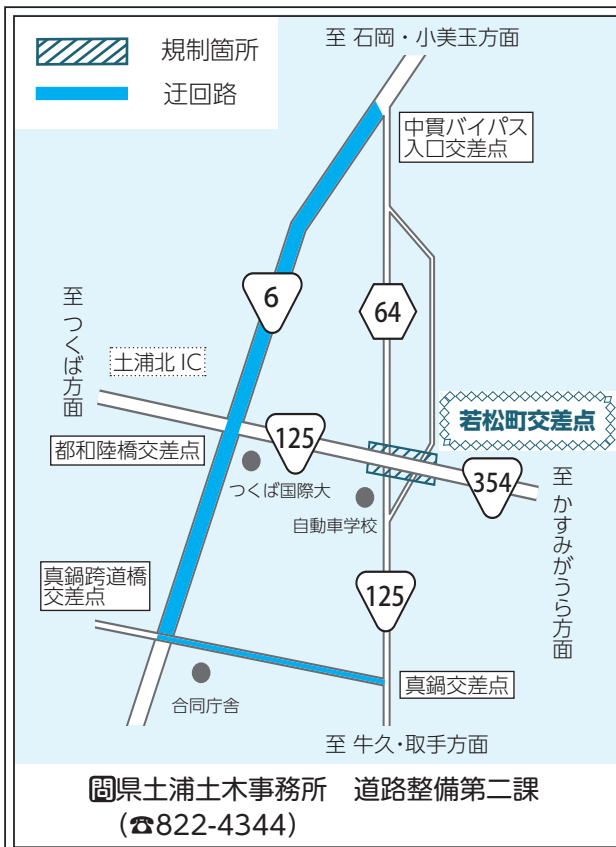 至 石岡・小美玉方面
規制箇所
迂回路
中貫バイパス
入口交差点
6
64
至 つくば方面
土浦北 IC
若松町交差点
125
都和陸橋交差点
つくば国際大
354
自動車学校
至 かすみがうら方面
真鍋跨道橋
交差点
125
真鍋交差点
合同庁舎
至 牛久・取手方面
問県土浦土木事務所　道路整備第二課
(☎822-4344)